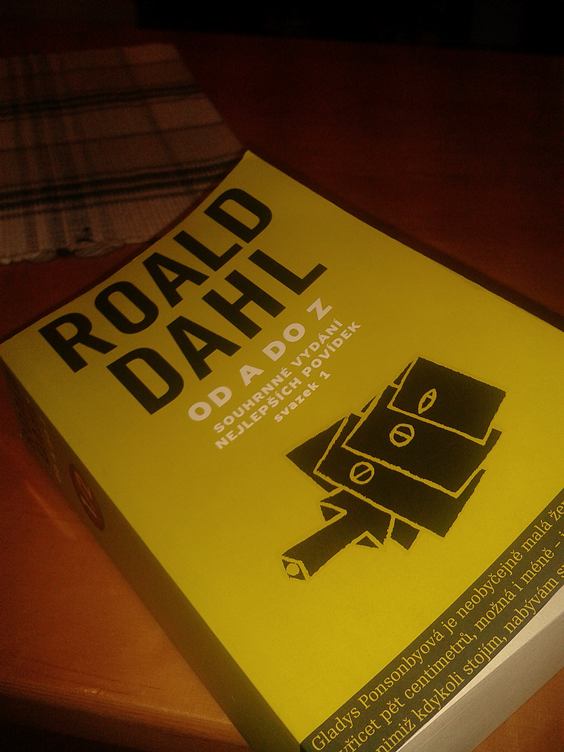 ROALD
DAHL
OD A DO Z
SOUHRNNÉ VYDÁNÍ
NEJLEPŠÍCH POVÍDEK
svazek 1
Gladys Ponsonbyová je neobyčejně malá
pět centimetrů, možná i méně –
nimiž kdykoli stojím, nabývám